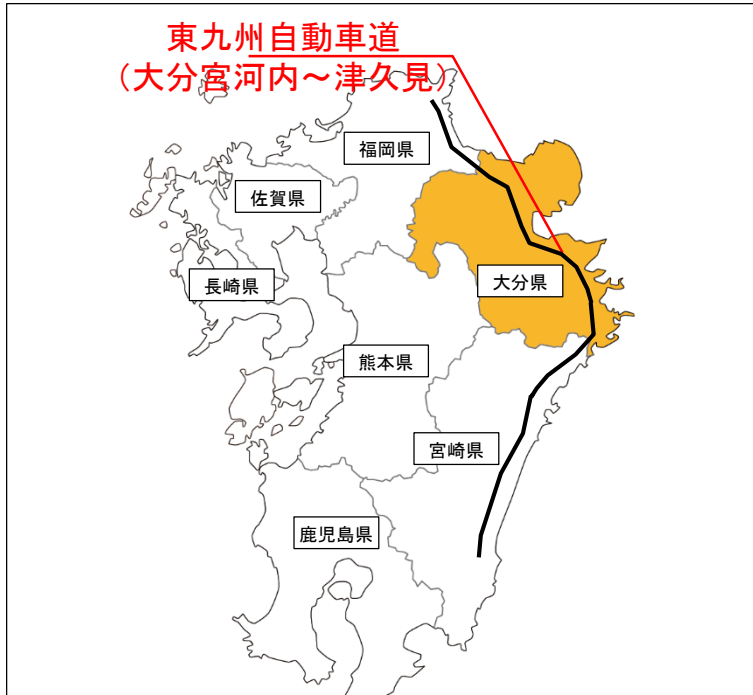 東九州自動車道
（大分宮河内～津久見）
福岡県
佐賀県
長崎県
大分県
熊本県
宮崎県
鹿児島県